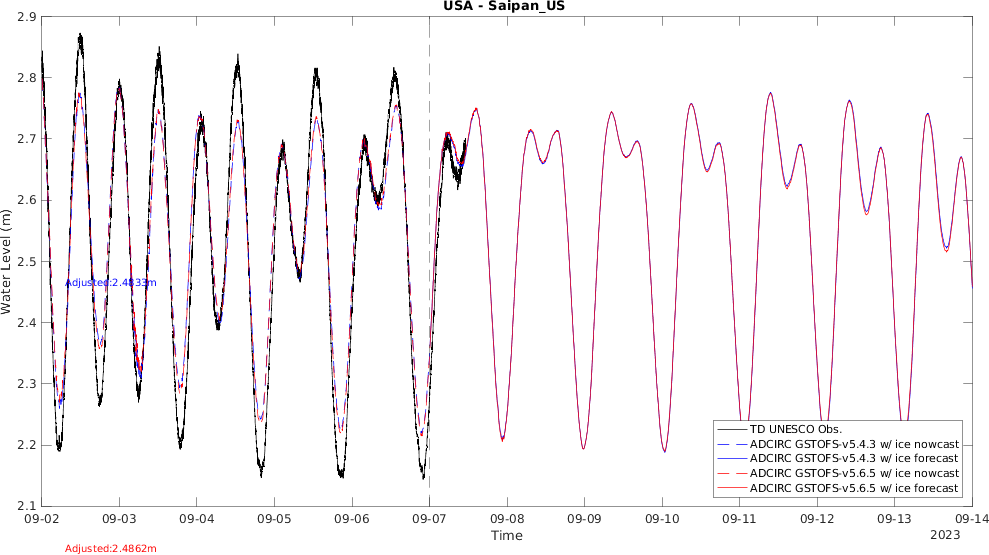 USA - Saipan_US
2.9
2.8
2.7
2.6
2.5
2.4
2.3
2.2
2.1
Water Level (m)
Adjusted:2.4833m
TD UNESCO Obs.
ADCIRC GSTOFS-v5.4.3 w/ ice nowcast
ADCIRC GSTOFS-v5.4.3 w/ ice forecast
ADCIRC GSTOFS-v5.6.5 w/ ice nowcast
ADCIRC GSTOFS-v5.6.5 w/ ice forecast
09-02 09-03 09-04 09-05 09-06 09-07 09-08 09-09 09-10 09-11 09-12 09-13 09-14
Time
2023
Adjusted:2.4862m